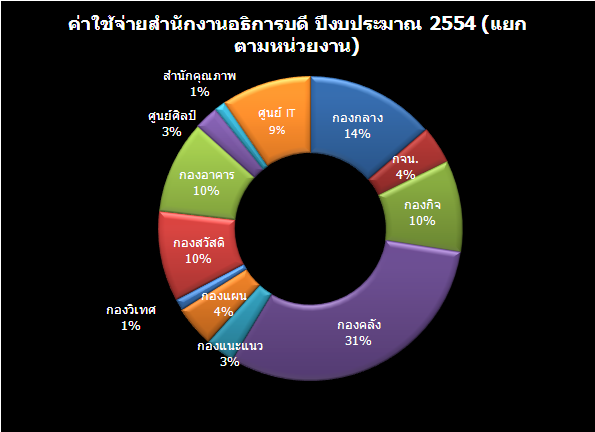 ค่าใช้จ่ายสำนักงานอธิการบดี ปีงบประมาณ 2554 (แยก
ตามหน่วยงาน)
กองกลาง
14%
กจน.
4%
กองกิจ
10%
กองคลัง
31%
กองแนะแนว
3%
กองแผน
4%
กองวิเทศ
1%
กองสวัสดิ
10%
กองอาคาร
10%
ศูนย์ศิลป์
3%
สำนักคุณภาพ
1%
ศูนย์ IT
9%